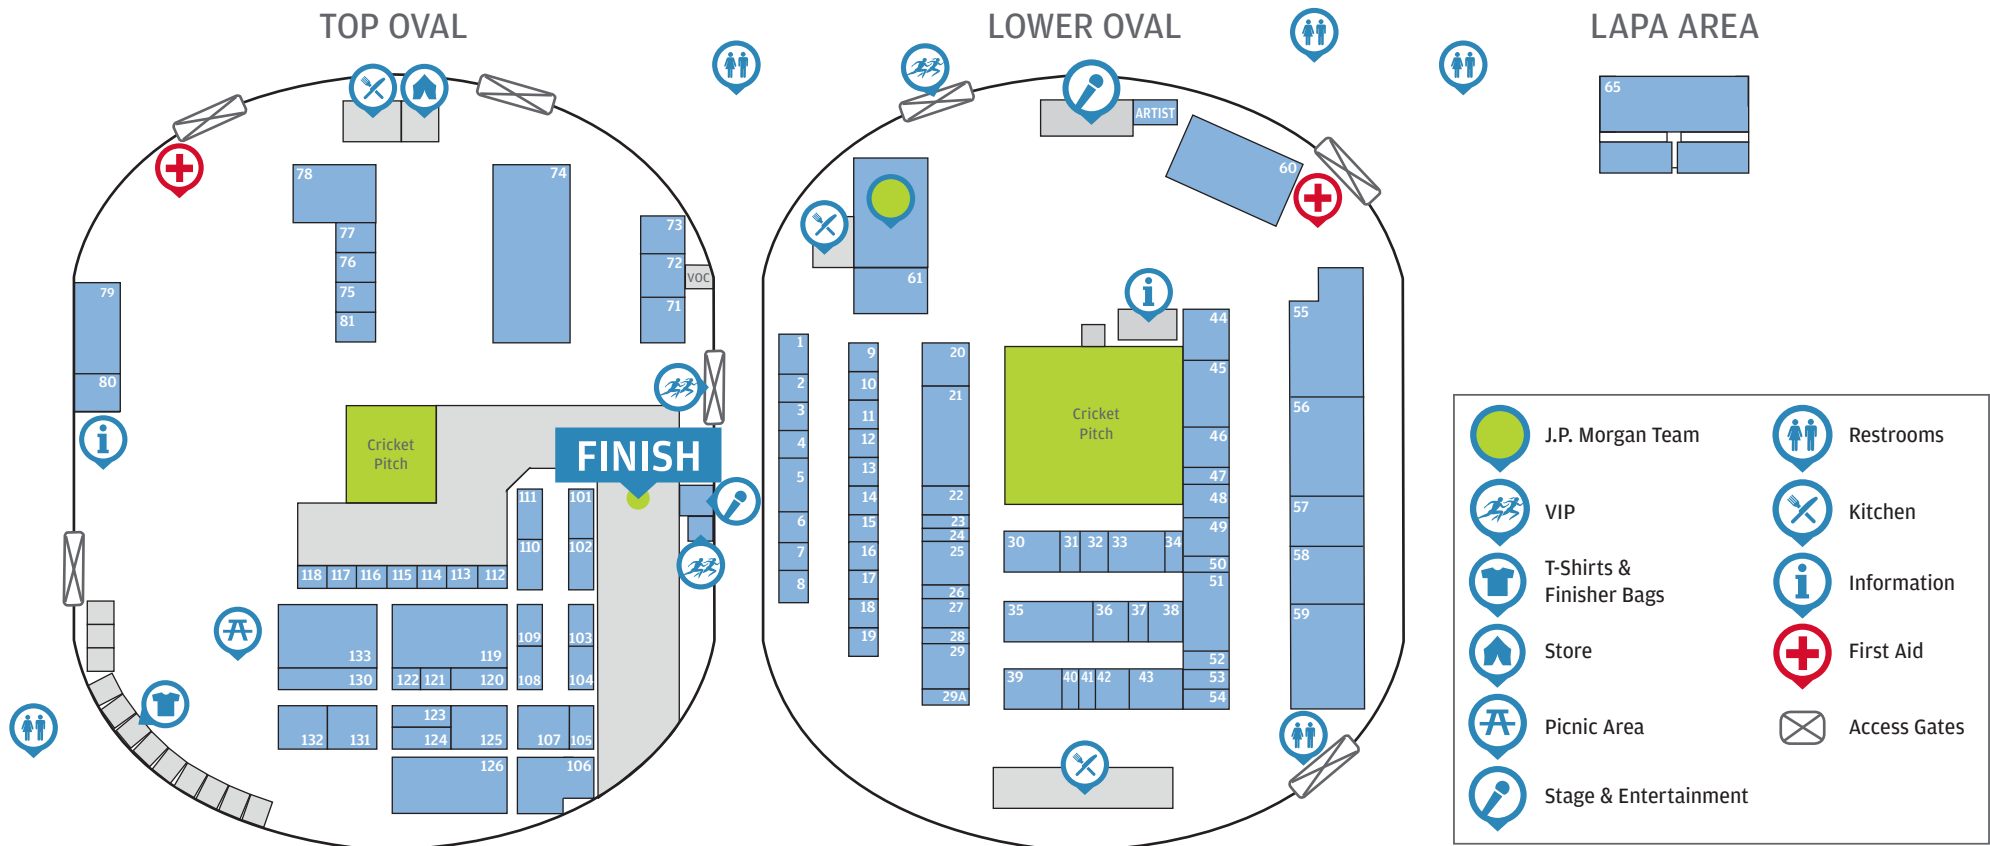 TOP OVAL
LOWER OVAL
LAPA AREA
78
77
76
75
81
74
73
72
71
VOC
79
80
Cricket
Pitch
FINISH
111
110
101
102
118 117 116 115 114 113 112
133
130
119
122 121 120
109
108
103
104
132 131
123
124
125
107 105
126
106
ARTIST
60
61
1
2
3
4
5
6
7
8
9
10
11
12
13
14
15
16
17
18
19
20
21
22
23
24
25
26
27
28
29
29A
Cricket
Pitch
30 31 32 33 34
35 36 37 38
39 40 41 42 43
44
45
46
47
48
49
50
51
52
53
54
55
56
57
58
59
65
J.P. Morgan Team
VIP
T-Shirts &
Finisher Bags
Store
Picnic Area
Stage & Entertainment
Restrooms
Kitchen
Information
First Aid
Access Gates